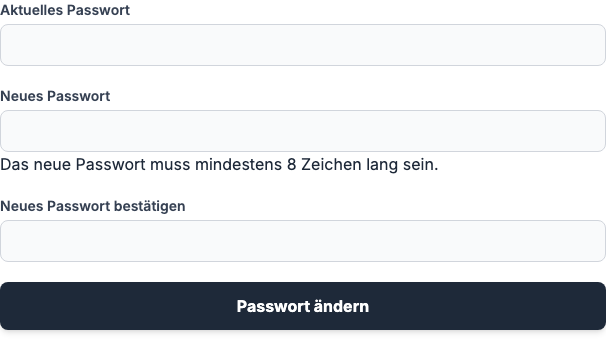 Aktuelles Passwort
Neues Passwort
Das neue Passwort muss mindestens 8 Zeichen lang sein.
Neues Passwort bestätigen
Passwort ändern